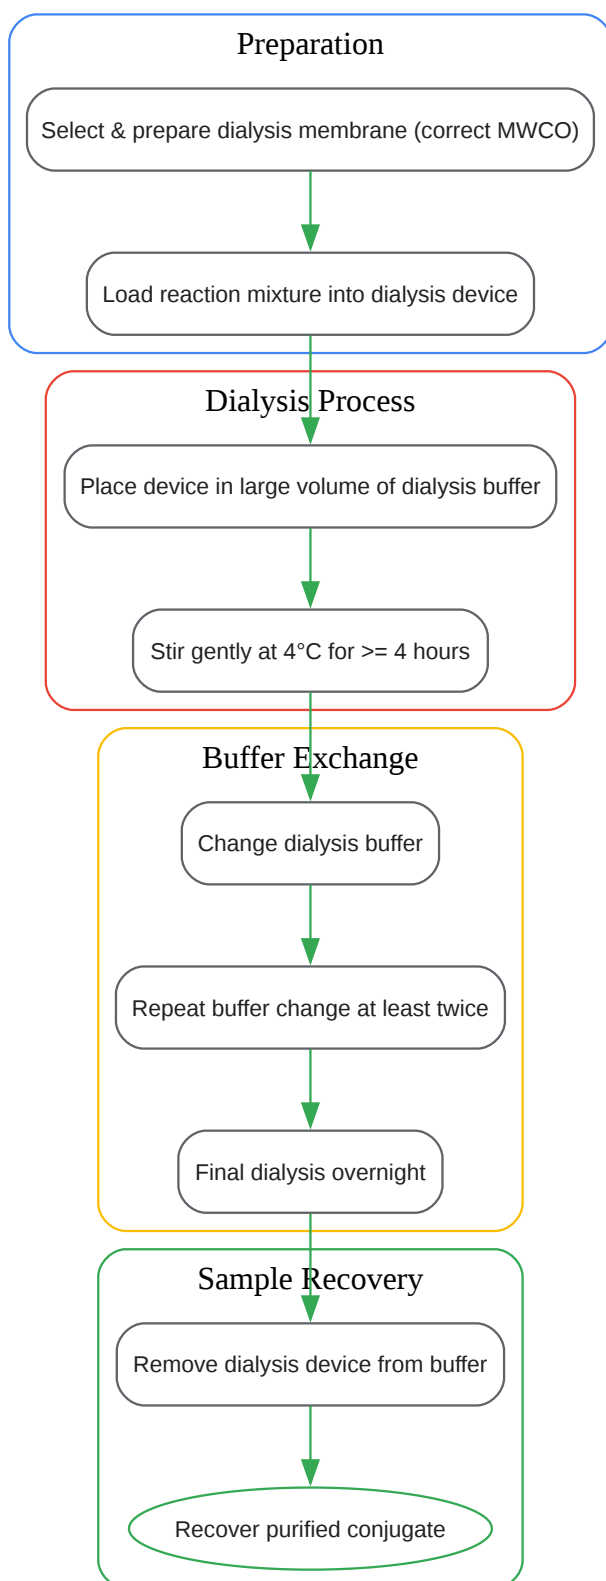 Preparation
Select & prepare dialysis membrane (correct MWCO)
Load reaction mixture into dialysis device
Dialysis Process
Place device in large volume of dialysis buffer
Stir gently at 4°C for >= 4 hours
Buffer Exchange
Change dialysis buffer
Repeat buffer change at least twice
Final dialysis overnight
Sample Recovery
Remove dialysis device from buffer
Recover purified conjugate